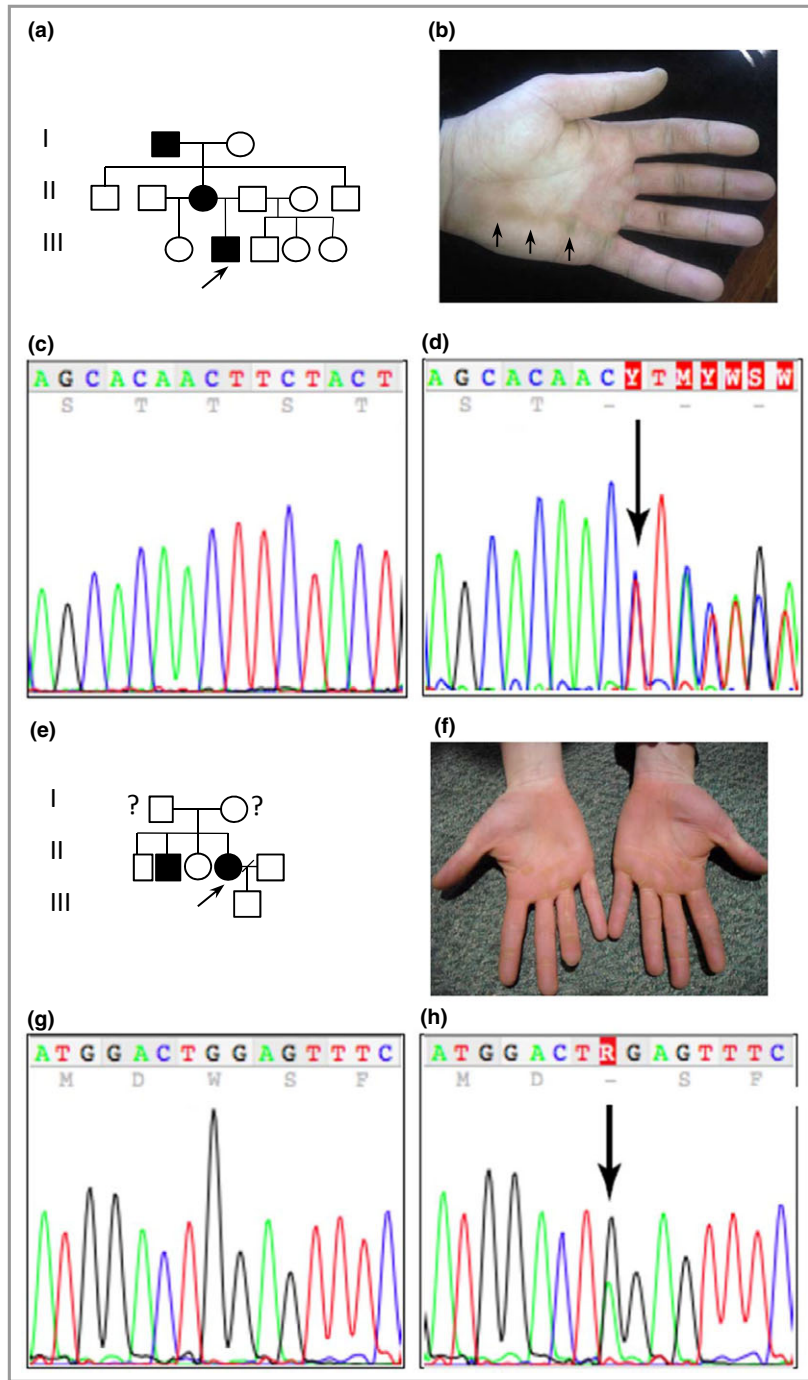 (a)
I
II
III
(b)
(c)
A G C A C A A C T T C T A C T
S T T S T
(d)
A G C A C A A C Y T M Y W S W
S T - - -
(e)
I
? ?
II
III
(f)
(g)
A T G G A C T G G A G T T T C
M D W S F
(h)
A T G G A C T R G A G T T T C
M D - S F